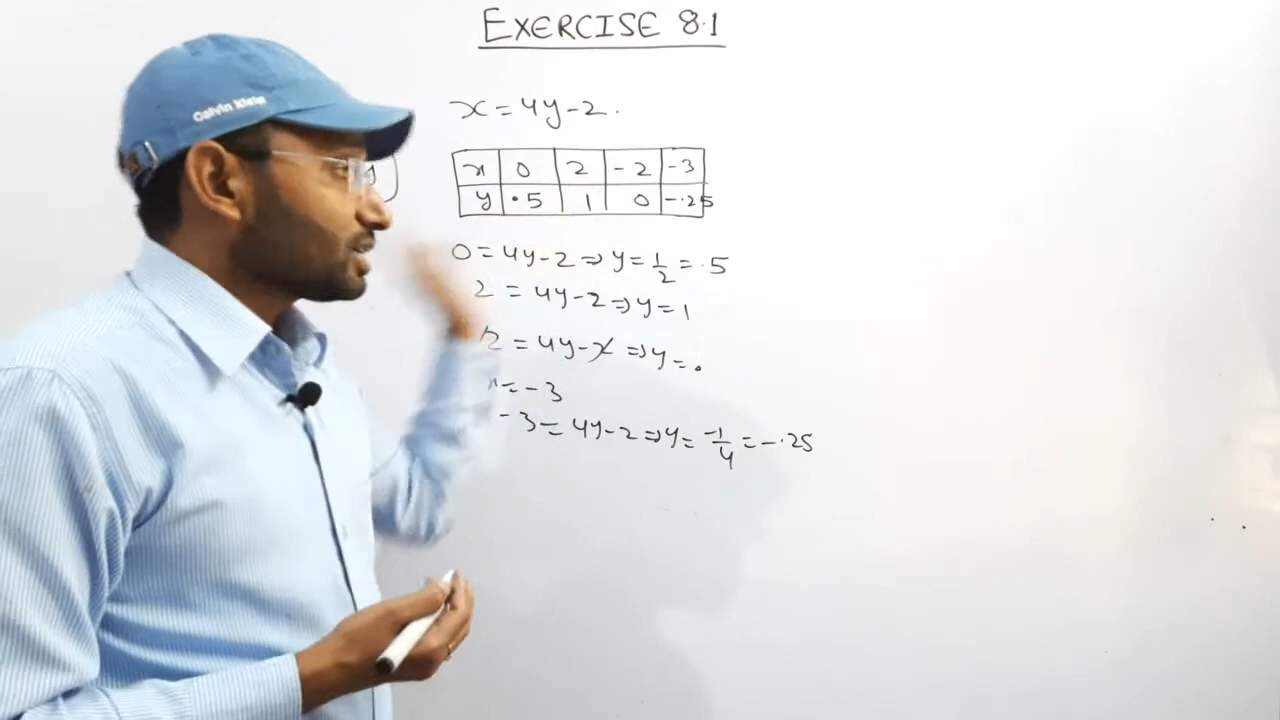 EXERCISE 8.1
Calvin Klein
x = 4y - 2.
x 0 2 -2 -3
y .5 1 0 -.25
0 = 4y - 2 ⇒ y = 1/2 = .5
2 = 4y - 2 ⇒ y = 1
2 = 4y - 2 ⇒ y = 0
x = -3
-3 = 4y - 2 ⇒ y = -1/4 = -.25